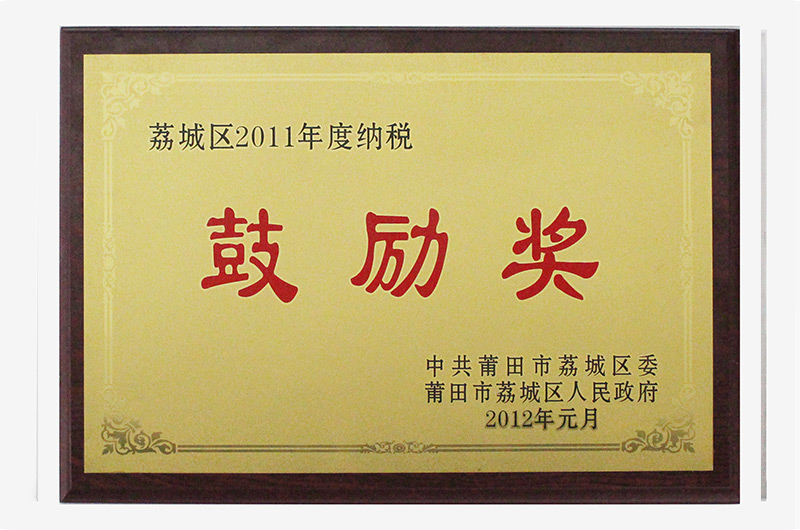 荔城区2011年度纳税
鼓励奖
中共莆田市荔城区委
莆田市荔城区人民政府
2012年元月